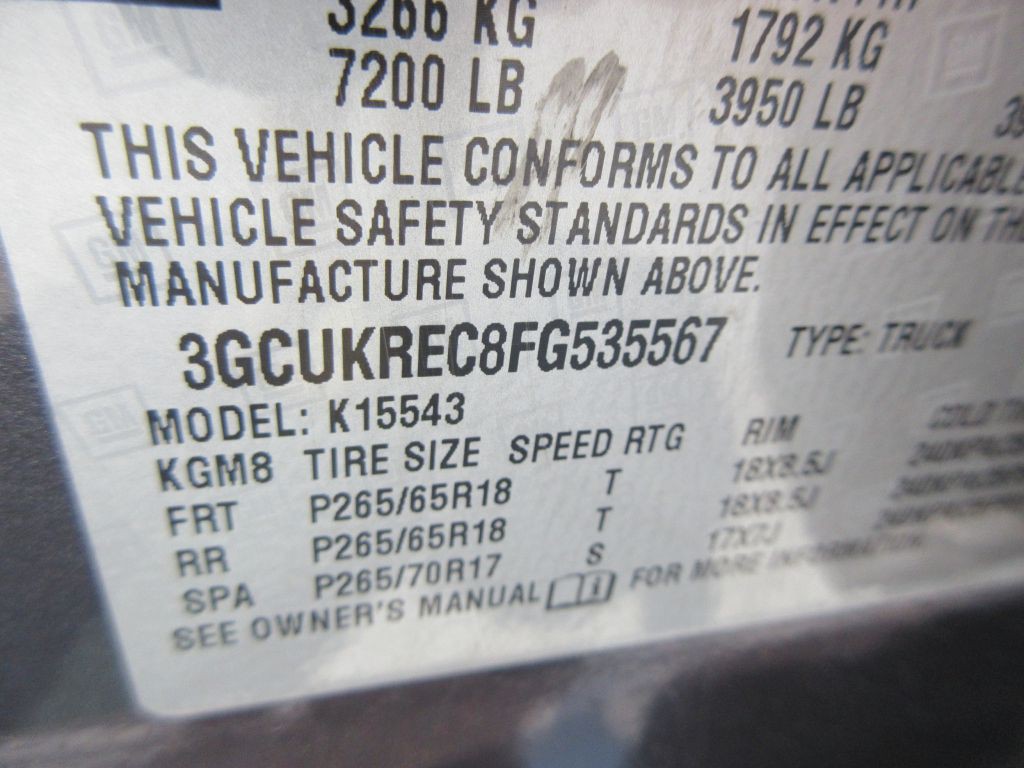 3266 KG 1792 KG
7200 LB 3950 LB
THIS VEHICLE CONFORMS TO ALL APPLICABLE
VEHICLE SAFETY STANDARDS IN EFFECT ON THE
MANUFACTURE SHOWN ABOVE.
3GCUKREC8FG535567 TYPE: TRUCK
MODEL: K15543
KGM8 TIRE SIZE SPEED RTG RIM
FRT P265/65R18 T 18X8.5J
RR P265/65R18 T 18X8.5J
SPA P265/70R17 S 17X7J
SEE OWNER'S MANUAL FOR MORE INFORMATION